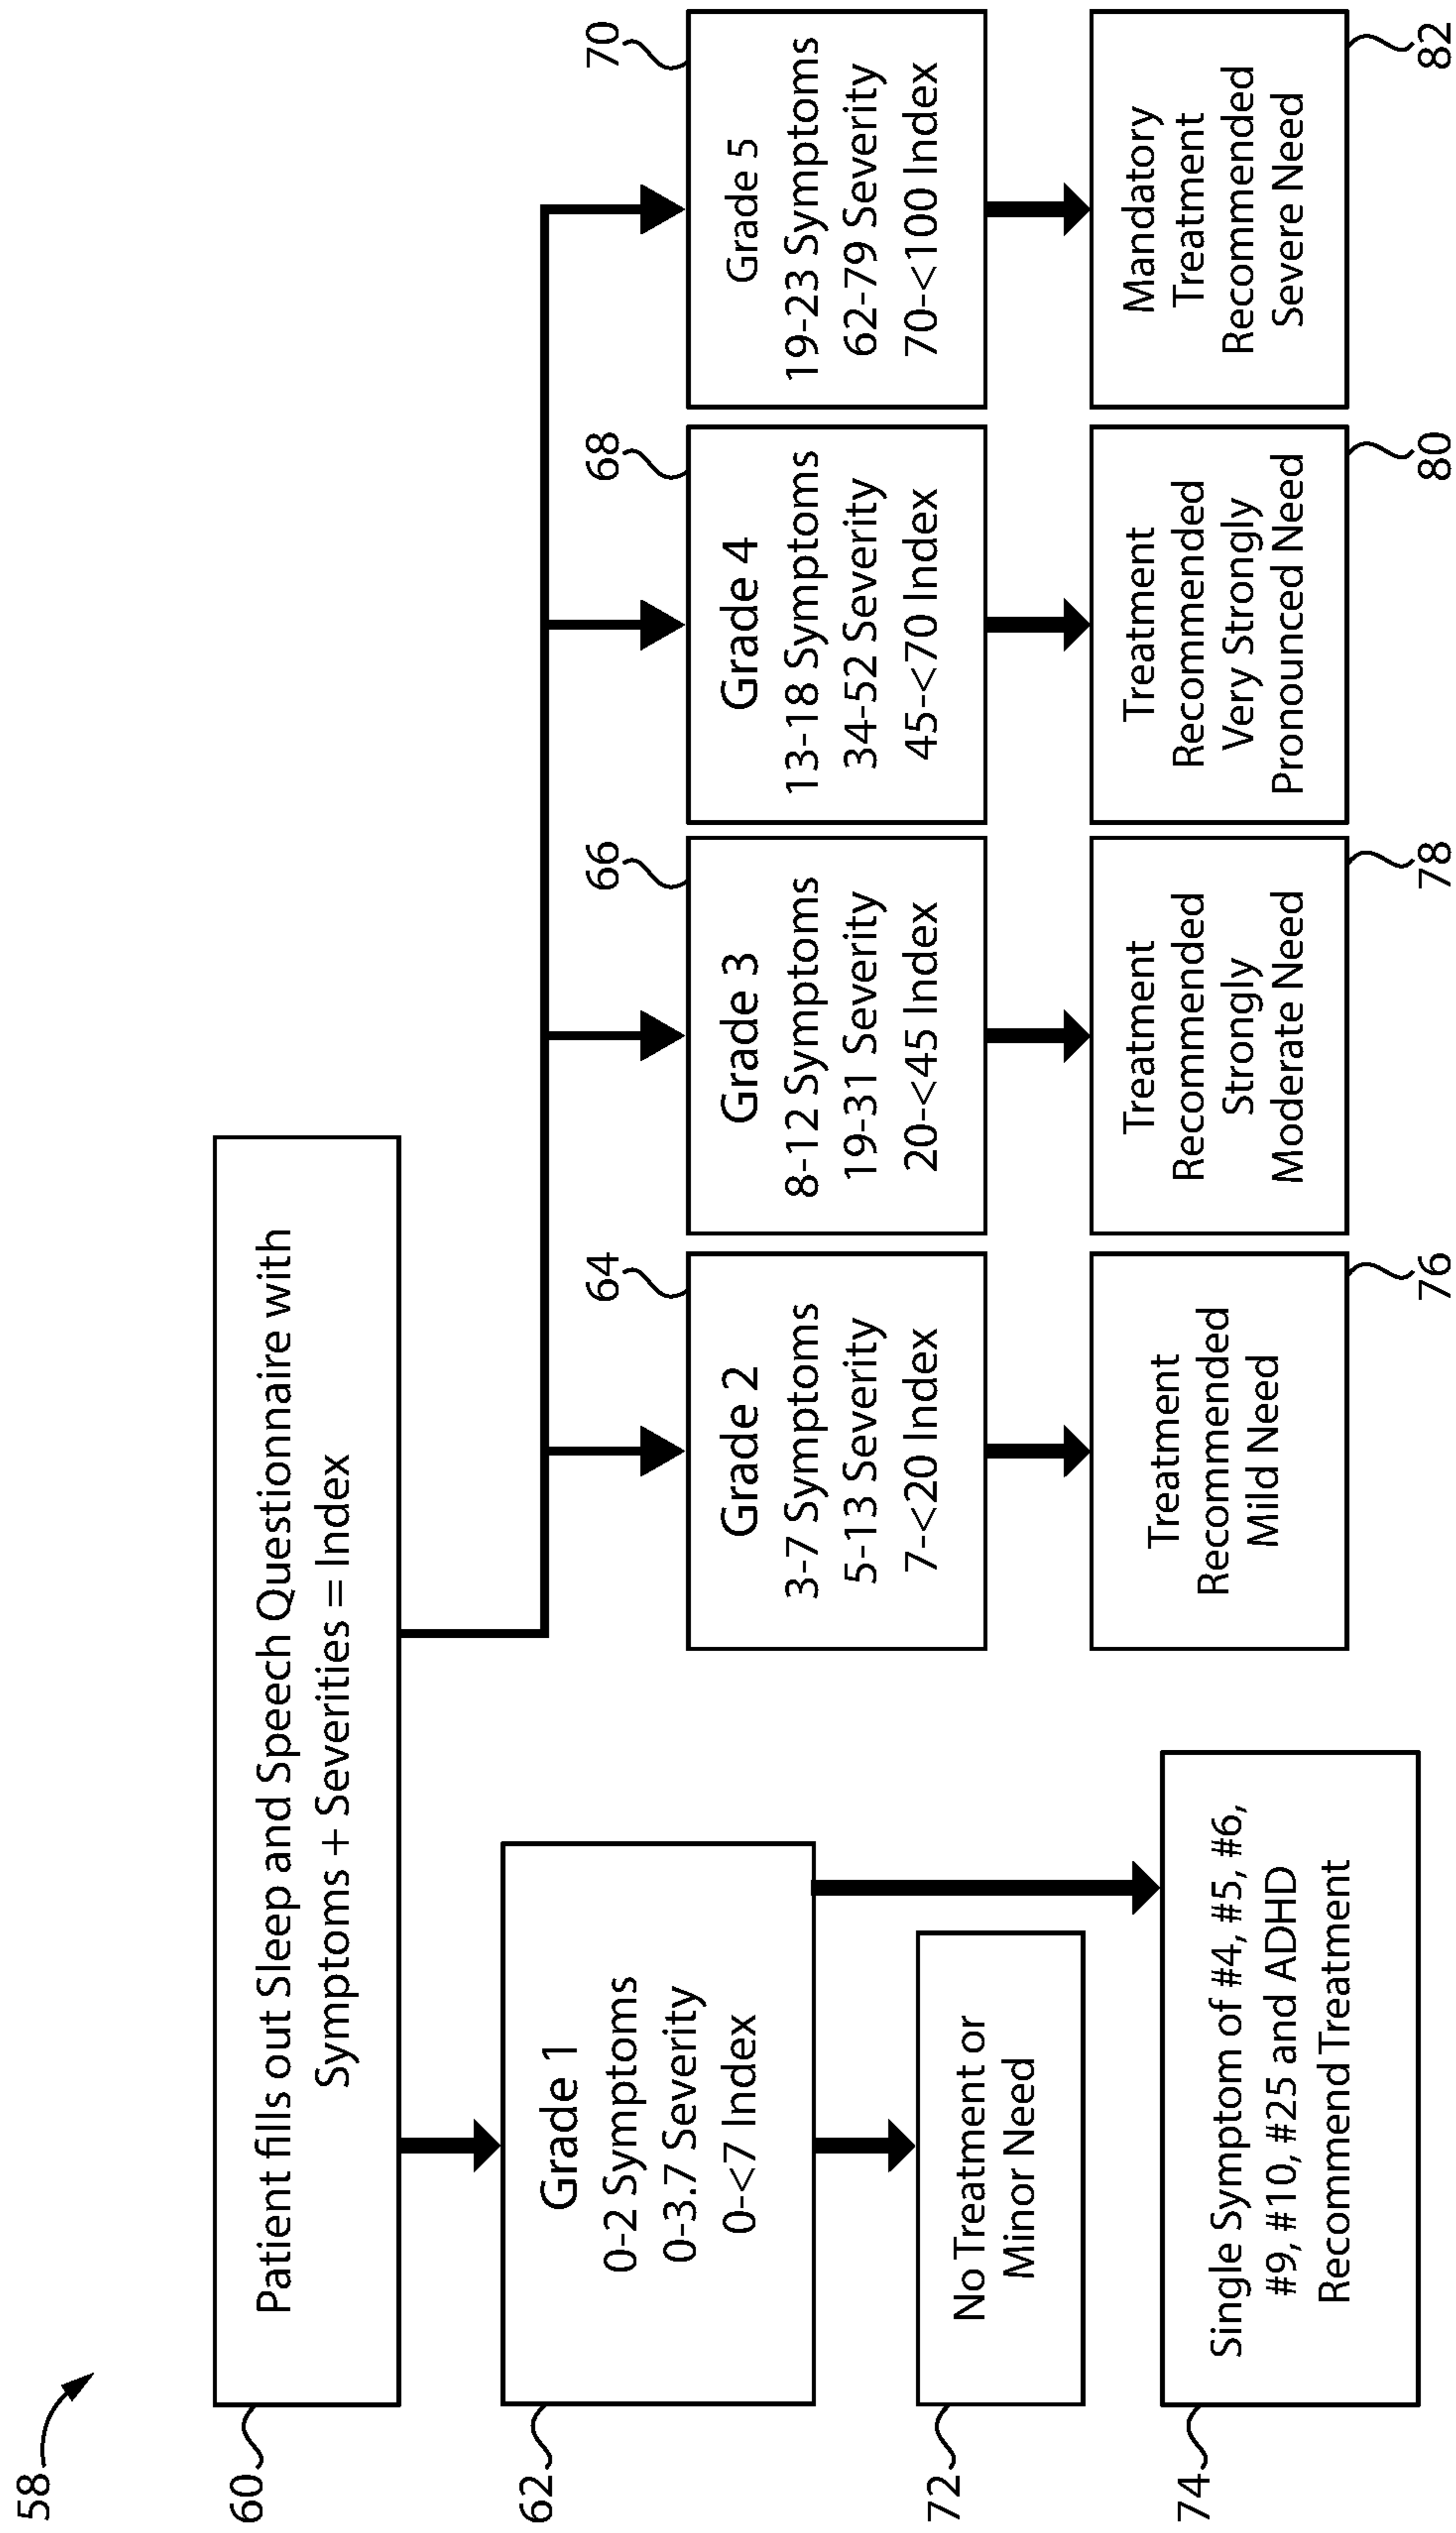 58
60
Patient fills out Sleep and Speech Questionnaire with
Symptoms + Severities = Index
62
Grade 1
0-2 Symptoms
0-3.7 Severity
0-<7 Index
64
Grade 2
3-7 Symptoms
5-13 Severity
7-<20 Index
66
Grade 3
8-12 Symptoms
19-31 Severity
20-<45 Index
68
Grade 4
13-18 Symptoms
34-52 Severity
45-<70 Index
70
Grade 5
19-23 Symptoms
62-79 Severity
70-<100 Index
72
No Treatment or
Minor Need
74
Single Symptom of #4, #5, #6,
#9, #10, #25 and ADHD
Recommend Treatment
Treatment
Recommended
Mild Need
76
Treatment
Recommended
Strongly
Moderate Need
78
Treatment
Recommended
Very Strongly
Pronounced Need
80
Mandatory
Treatment
Recommended
Severe Need
82